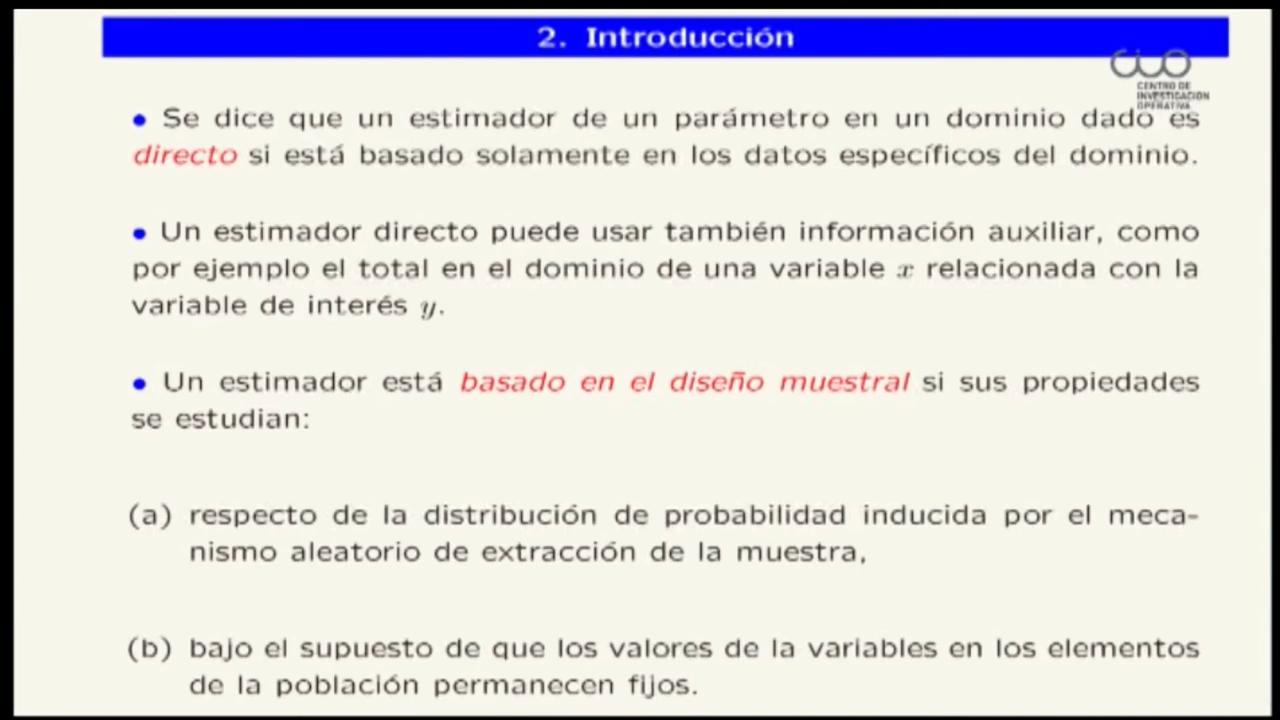 2. Introducción
CIO
CENTRO DE
INVESTIGACION
OPERATIVA
• Se dice que un estimador de un parámetro en un dominio dado es
directo si está basado solamente en los datos específicos del dominio.
• Un estimador directo puede usar también información auxiliar, como
por ejemplo el total en el dominio de una variable x relacionada con la
variable de interés y.
• Un estimador está basado en el diseño muestral si sus propiedades
se estudian:
(a) respecto de la distribución de probabilidad inducida por el meca-
nismo aleatorio de extracción de la muestra,
(b) bajo el supuesto de que los valores de la variables en los elementos
de la población permanecen fijos.